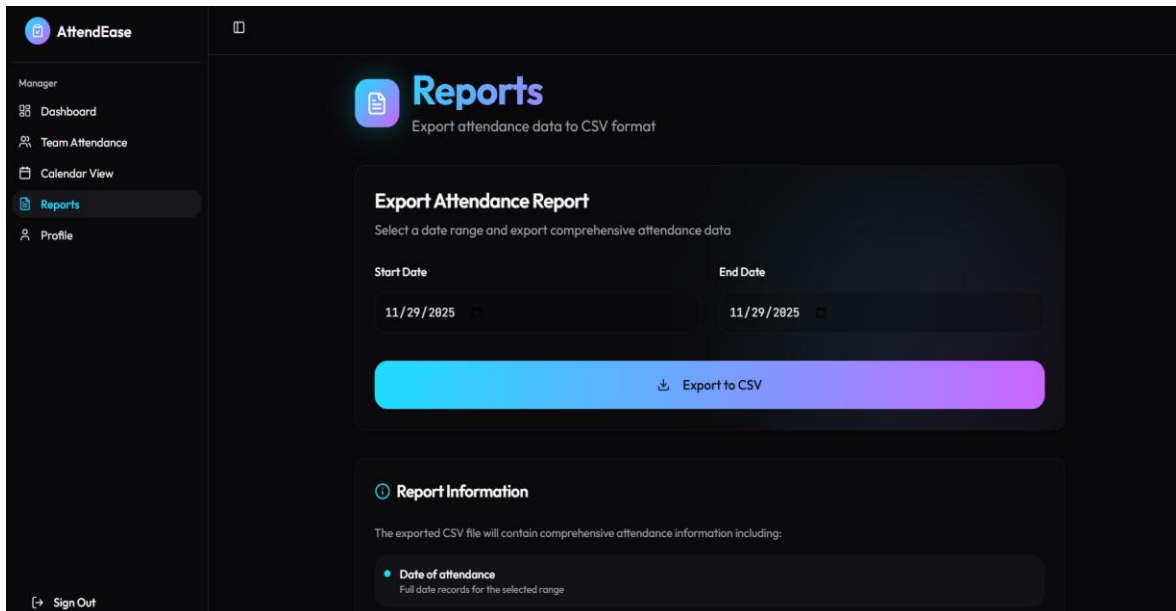 AttendEase
Manager
Dashboard
Team Attendance
Calendar View
Reports
Profile
Sign Out
Reports
Export attendance data to CSV format
Export Attendance Report
Select a date range and export comprehensive attendance data
Start Date
End Date
11/29/2025
11/29/2025
Export to CSV
Report Information
The exported CSV file will contain comprehensive attendance information including:
Date of attendance
Full date records for the selected range